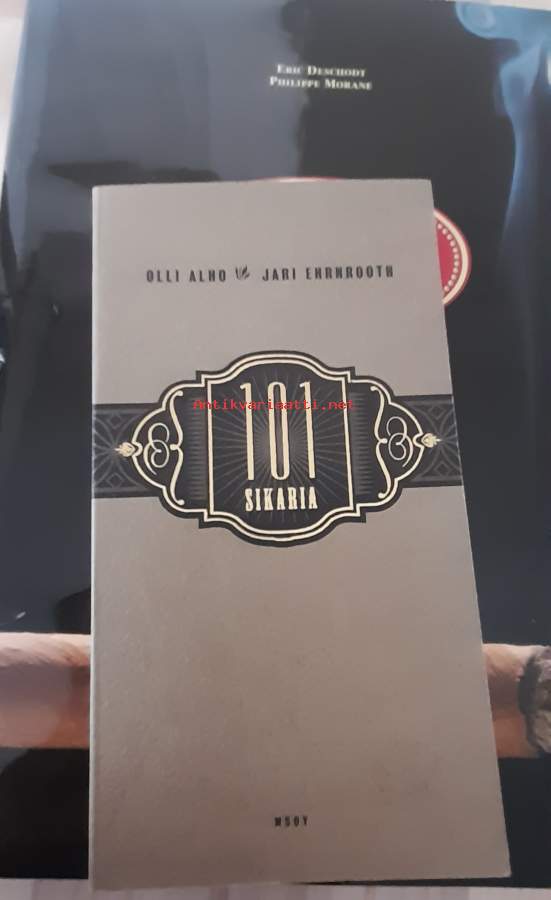 ERIC DESCHODT
PHILIPPE MORANE
OLLI ALHO JARI EHRNROOTH
101
Antikvariaatti.net
SIKARIA
WSOY